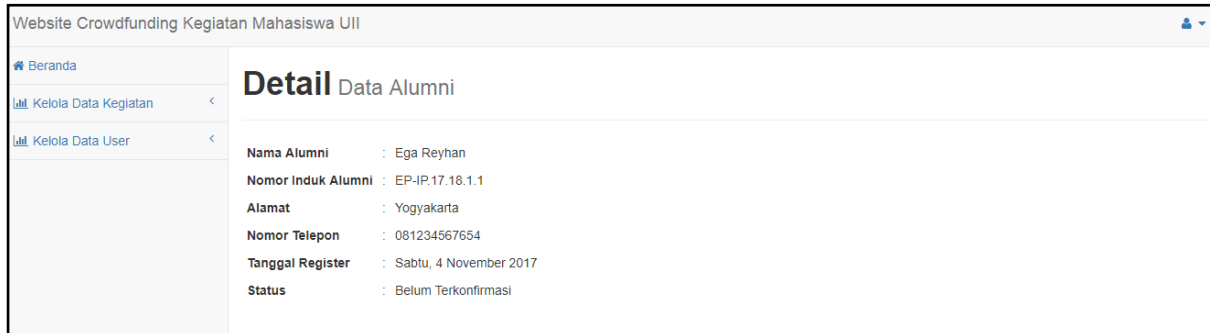 Website Crowdfunding Kegiatan Mahasiswa UII
Beranda
Kelola Data Kegiatan
Kelola Data User
Detail Data Alumni
Nama Alumni : Ega Reyhan
Nomor Induk Alumni : EP-IP.17.18.1.1
Alamat : Yogyakarta
Nomor Telepon : 081234567654
Tanggal Register : Sabtu, 4 November 2017
Status : Belum Terkonfirmasi